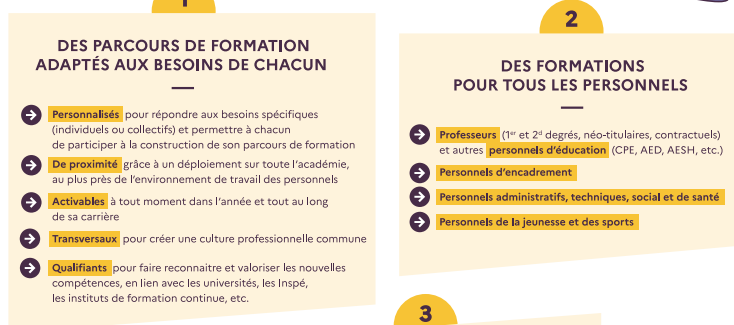 1
DES PARCOURS DE FORMATION
ADAPTÉS AUX BESOINS DE CHACUN
Personnalisés pour répondre aux besoins spécifiques
(individuels ou collectifs) et permettre à chacun
de participer à la construction de son parcours de formation
De proximité grâce à un déploiement sur toute l'académie,
au plus près de l'environnement de travail des personnels
Activables à tout moment dans l'année et tout au long
de sa carrière
Transversaux pour créer une culture professionnelle commune
Qualifiants pour faire reconnaitre et valoriser les nouvelles
compétences, en lien avec les universités, les Inspé,
les instituts de formation continue, etc.
2
DES FORMATIONS
POUR TOUS LES PERSONNELS
Professeurs (1er et 2d degrés, néo-titulaires, contractuels)
et autres personnels d'éducation (CPE, AED, AESH, etc.)
Personnels d'encadrement
Personnels administratifs, techniques, social et de santé
Personnels de la jeunesse et des sports
3